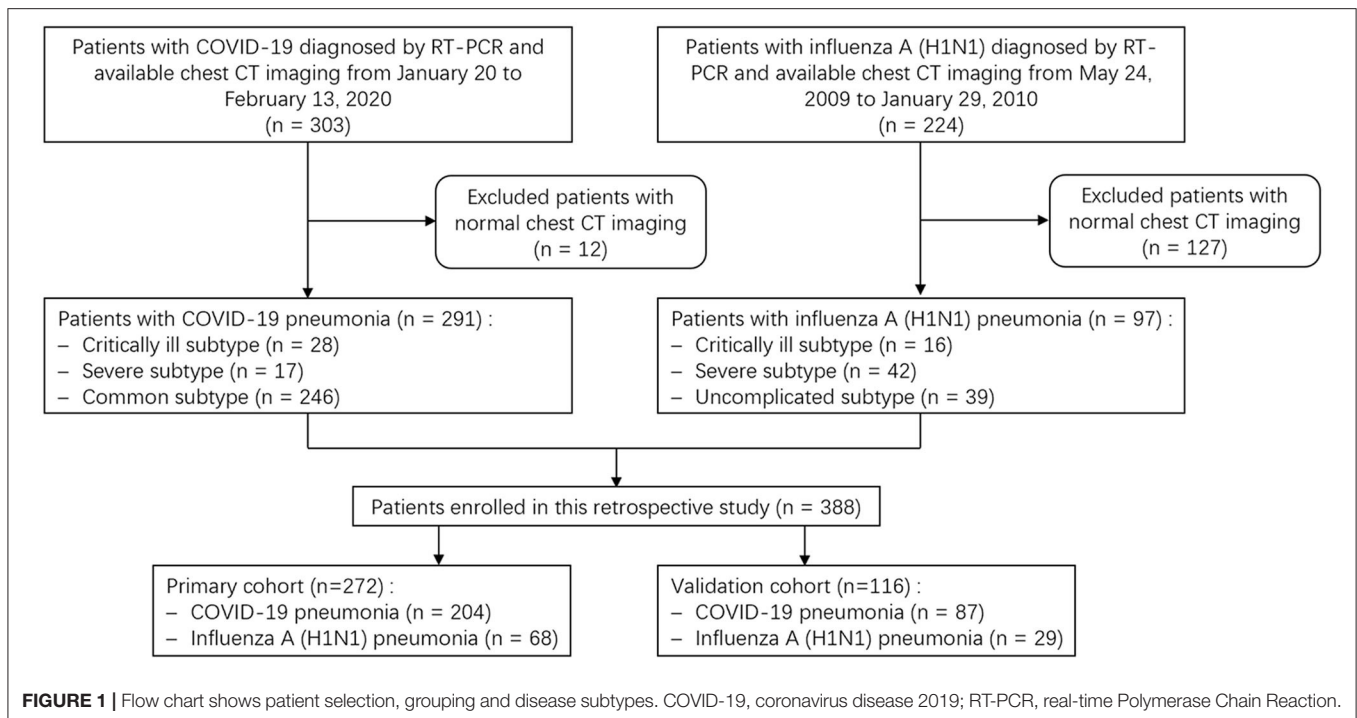 Patients with COVID-19 diagnosed by RT-PCR and
available chest CT imaging from January 20 to
February 13, 2020
(n = 303)
Patients with influenza A (H1N1) diagnosed by RT-
PCR and available chest CT imaging from May 24,
2009 to January 29, 2010
(n = 224)
Excluded patients with
normal chest CT imaging
(n = 12)
Excluded patients with
normal chest CT imaging
(n = 127)
Patients with COVID-19 pneumonia (n = 291) :
– Critically ill subtype (n = 28)
– Severe subtype (n = 17)
– Common subtype (n = 246)
Patients with influenza A (H1N1) pneumonia (n = 97) :
– Critically ill subtype (n = 16)
– Severe subtype (n = 42)
– Uncomplicated subtype (n = 39)
Patients enrolled in this retrospective study (n = 388)
Primary cohort (n=272) :
– COVID-19 pneumonia (n = 204)
– Influenza A (H1N1) pneumonia (n = 68)
Validation cohort (n=116) :
– COVID-19 pneumonia (n = 87)
– Influenza A (H1N1) pneumonia (n = 29)
FIGURE 1 | Flow chart shows patient selection, grouping and disease subtypes. COVID-19, coronavirus disease 2019; RT-PCR, real-time Polymerase Chain Reaction.